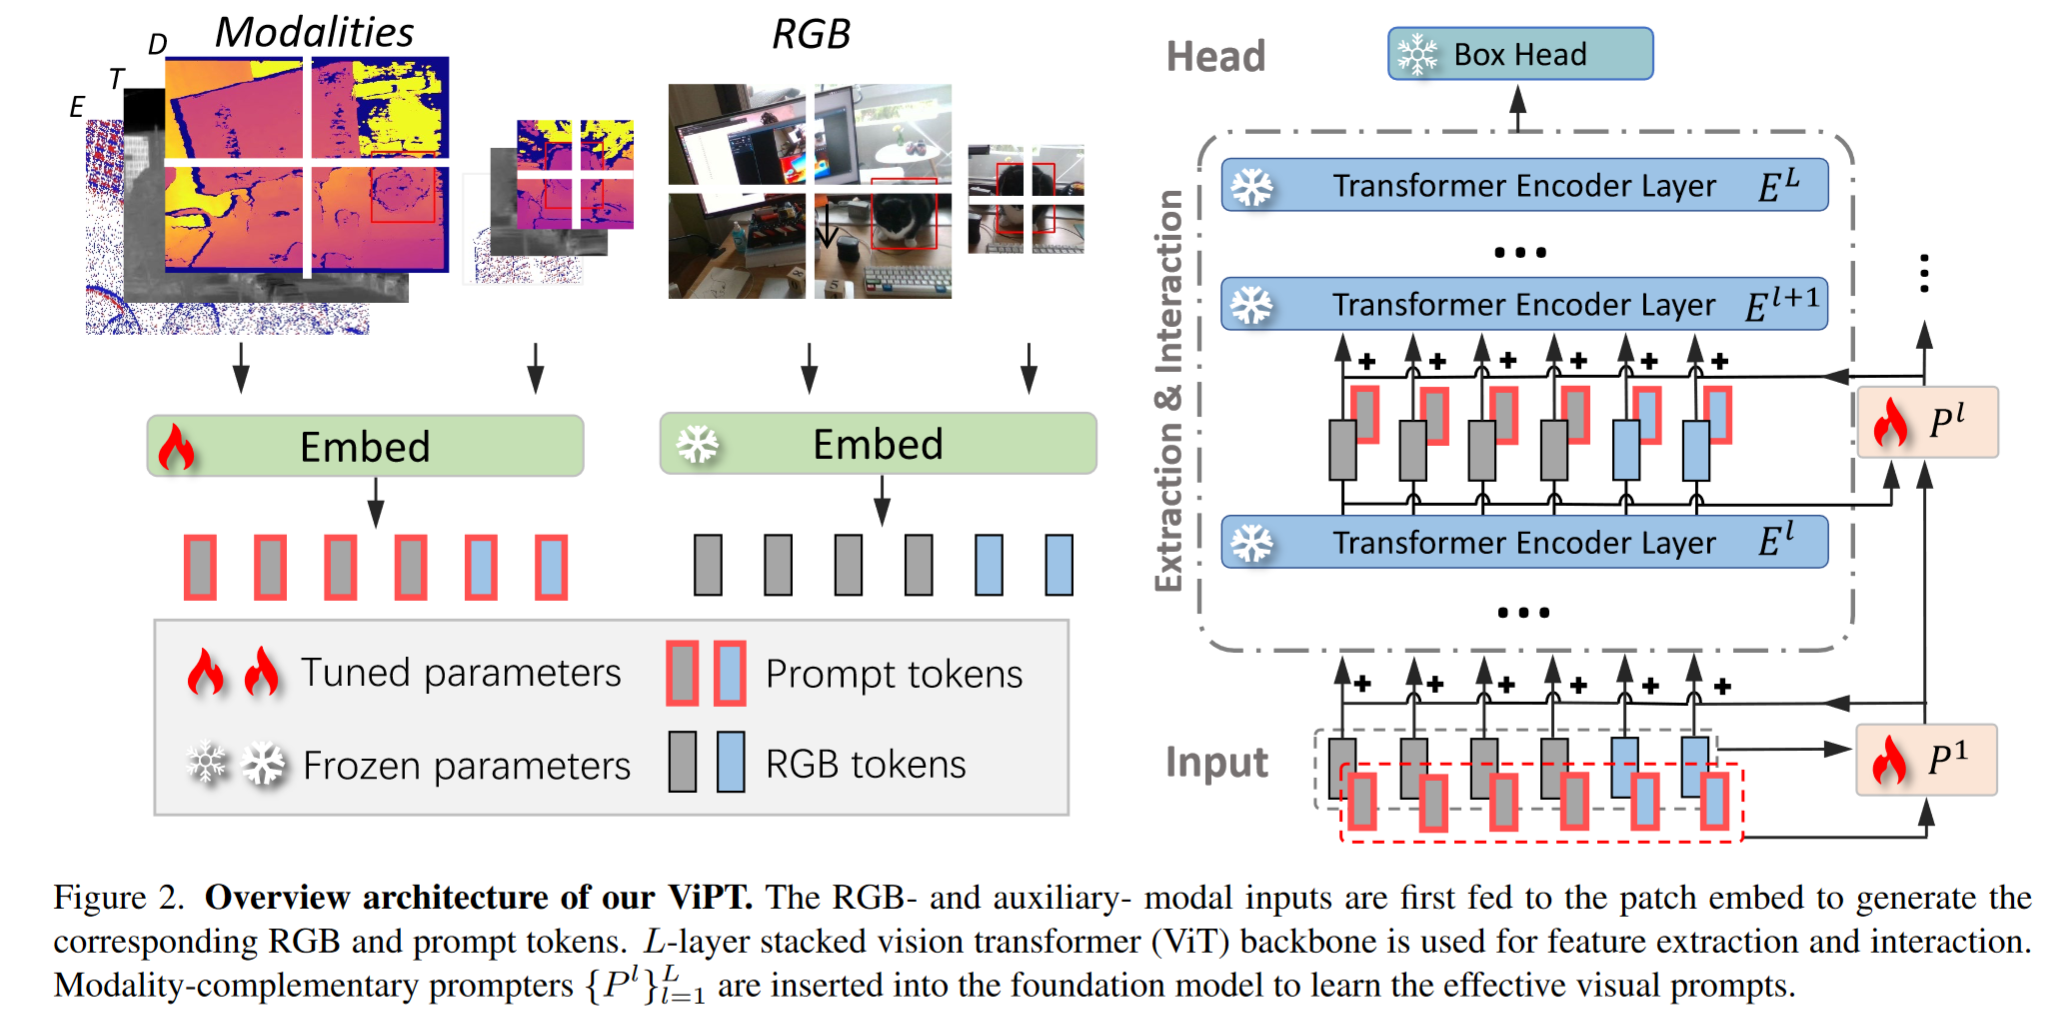 Modalities
D
T
E
RGB
Embed
Embed
Tuned parameters
Prompt tokens
Frozen parameters
RGB tokens
Head
Box Head
Extraction & Interaction
Transformer Encoder Layer E^L
...
Transformer Encoder Layer E^{l+1}
+ + + + + +
P^l
Transformer Encoder Layer E^l
...
+ + + + + +
Input
P^1
5
Figure 2. Overview architecture of our ViPT. The RGB- and auxiliary- modal inputs are first fed to the patch embed to generate the
corresponding RGB and prompt tokens. L-layer stacked vision transformer (ViT) backbone is used for feature extraction and interaction.
Modality-complementary prompters {P^l}_{l=1}^L are inserted into the foundation model to learn the effective visual prompts.